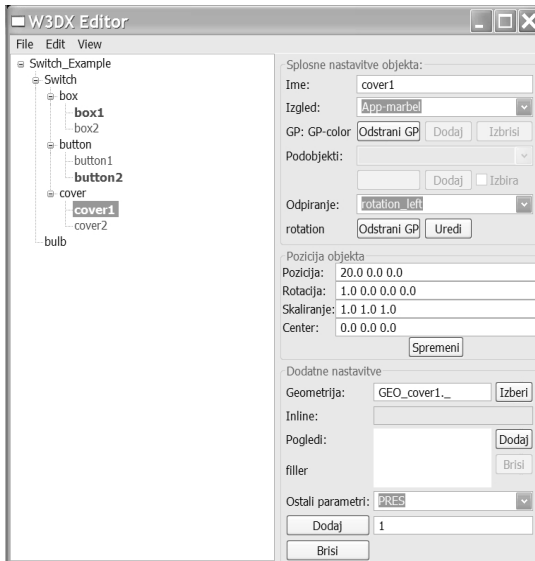 W3DX Editor
File Edit View
Switch_Example
Switch
box
box1
box2
button
button1
button2
cover
cover1
cover2
bulb
Splosne nastavitve objekta:
Ime: cover1
Izgled: App-marbel
GP: GP-color Odstrani GP Dodaj Izbrisi
Podobjekti:
Dodaj Izbira
Odpiranje: rotation_left
rotation Odstrani GP Uredi
Pozicija objekta
Pozicija: 20.0 0.0 0.0
Rotacija: 1.0 0.0 0.0 0.0
Skaliranje: 1.0 1.0 1.0
Center: 0.0 0.0 0.0
Spremeni
Dodatne nastavitve
Geometrija: GEO_cover1._ Izberi
Inline:
Pogledi: Dodaj
filler Brisi
Ostali parametri: PRES
Dodaj 1
Brisi